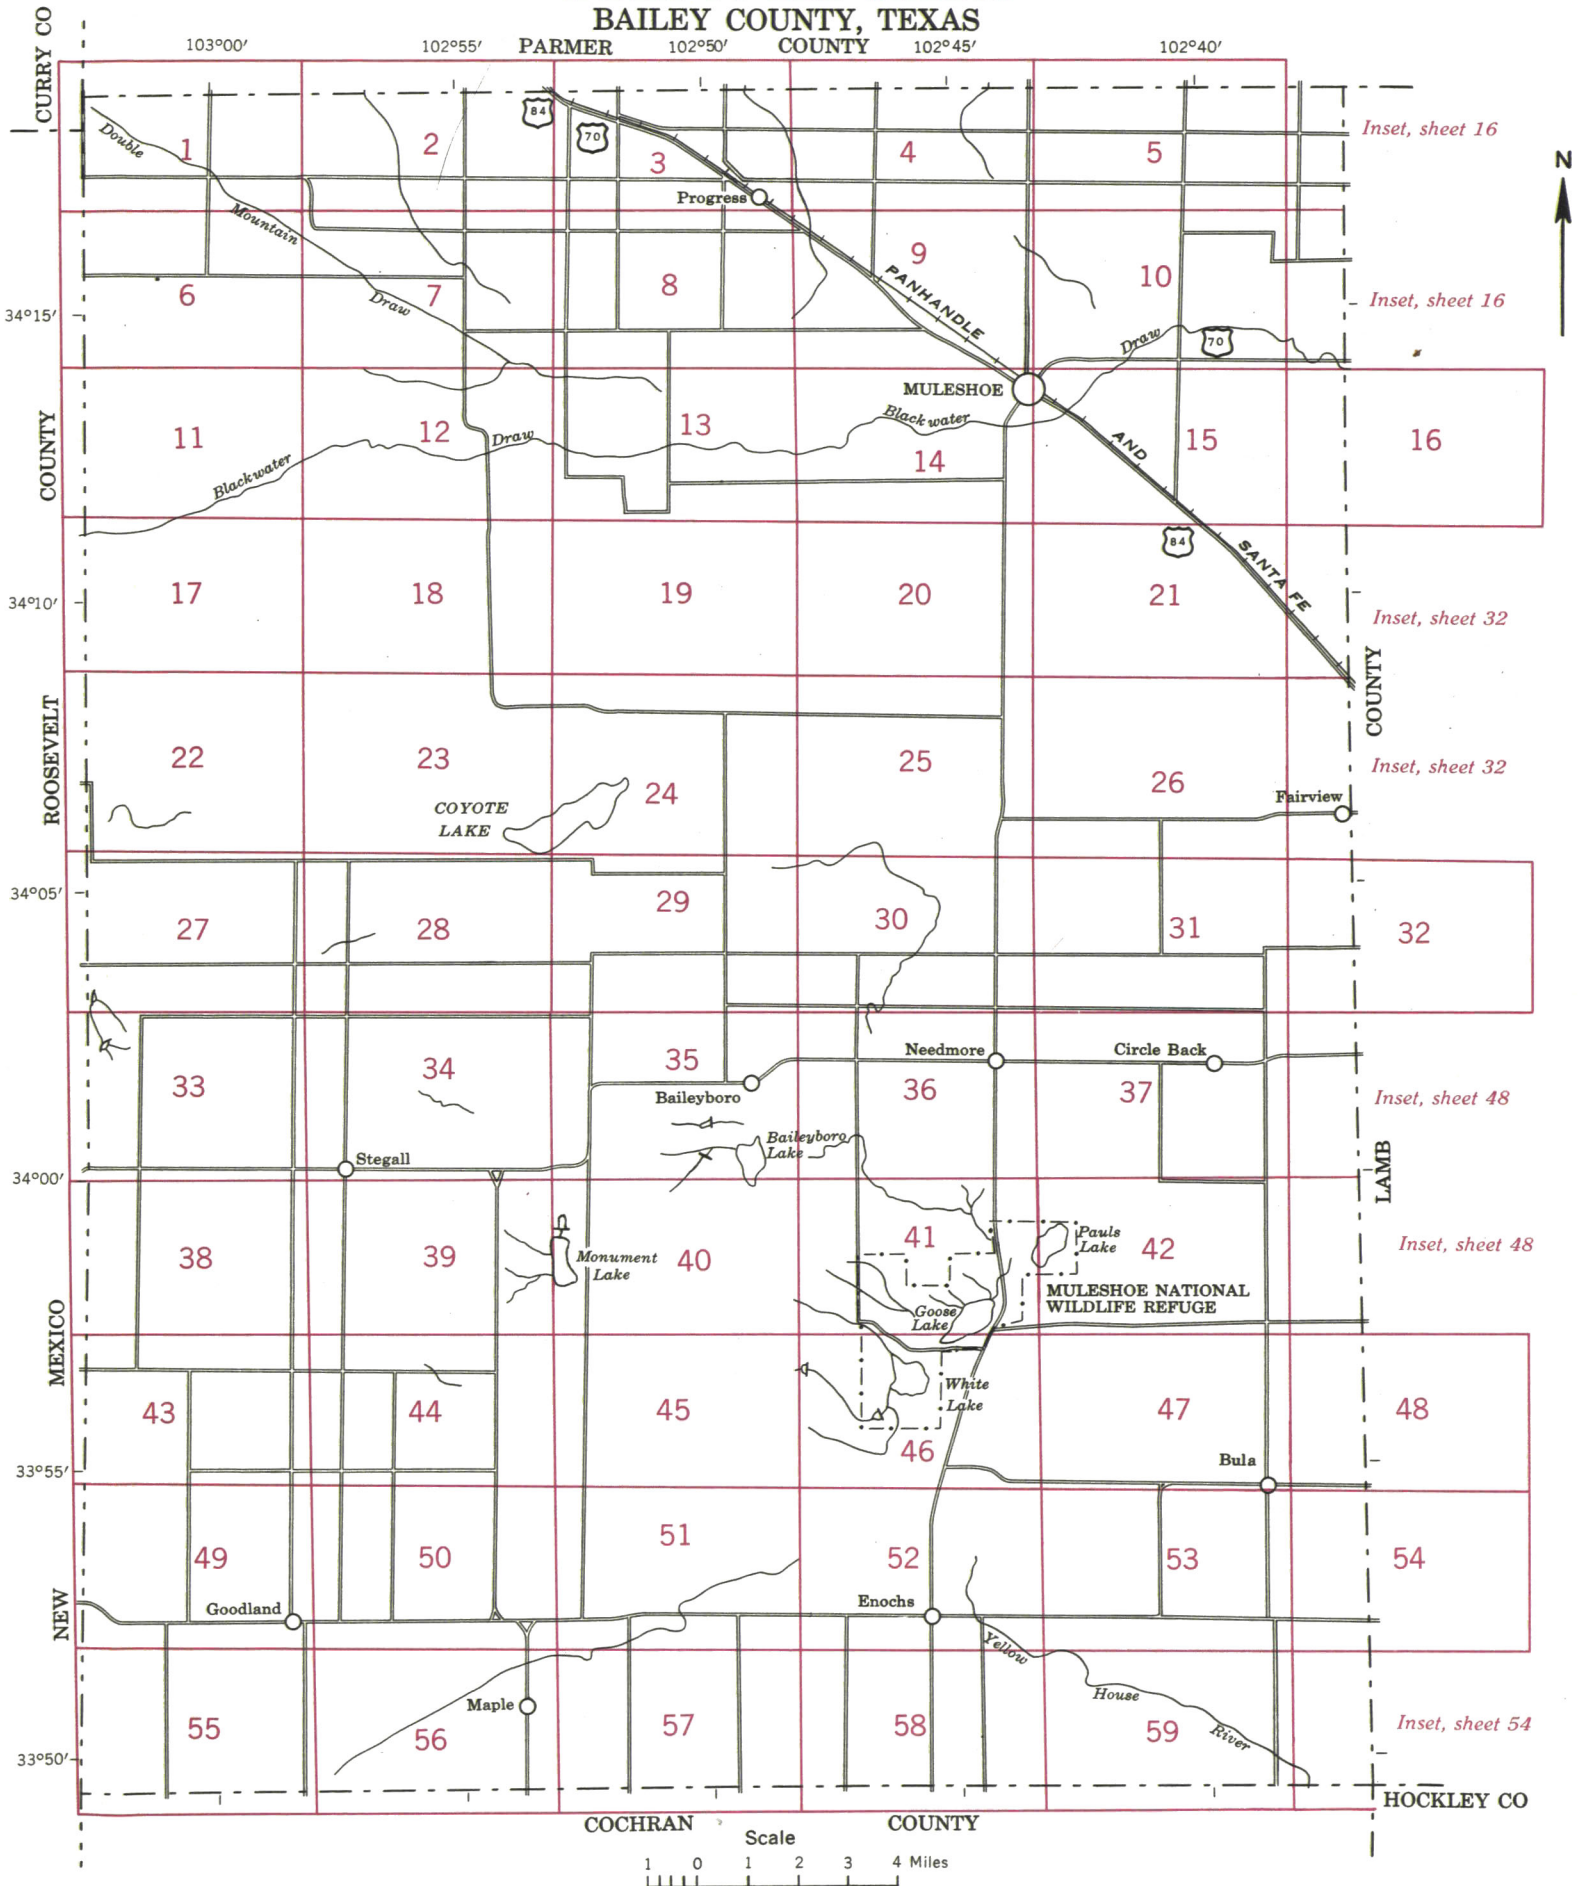 BAILEY COUNTY, TEXAS
CURRY CO
103°00′
102°55′
PARMER
102°50′
COUNTY
102°45′
102°40′
84
70
Double
1
2
3
4
5
Inset, sheet 16
N
Progress
Mountain
Draw
6
7
8
9
10
PANHANDLE
Inset, sheet 16
34°15′
Draw
70
MULESHOE
COUNTY
11
12
Draw
13
Blackwater
14
AND
15
16
Blackwater
84
SANTA FE
34°10′
17
18
19
20
21
Inset, sheet 32
COUNTY
ROOSEVELT
22
23
24
25
26
Inset, sheet 32
COYOTE
LAKE
Fairview
34°05′
27
28
29
30
31
32
33
34
35
Needmore
Circle Back
36
37
Inset, sheet 48
Baileyboro
Baileyboro
Lake
Stegall
34°00′
LAMB
38
39
Monument
Lake
40
41
Pauls
Lake
42
Inset, sheet 48
MULESHOE NATIONAL
WILDLIFE REFUGE
Goose
Lake
MEXICO
White
Lake
43
44
45
46
47
48
Bula
33°55′
49
50
51
52
53
54
NEW
Goodland
Enochs
Yellow
House
River
Maple
55
56
57
58
59
Inset, sheet 54
33°50′
HOCKLEY CO
COCHRAN
COUNTY
Scale
1 0 1 2 3 4 Miles